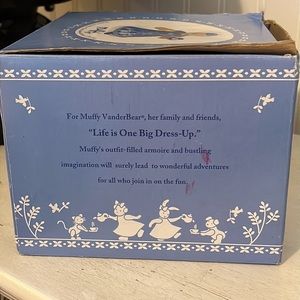 For Muffy VanderBear®, her family and friends,
"Life is One Big Dress-Up."
Muffy's outfit-filled armoire and bustling
imagination will surely lead to wonderful adventures
for all who join in on the fun.